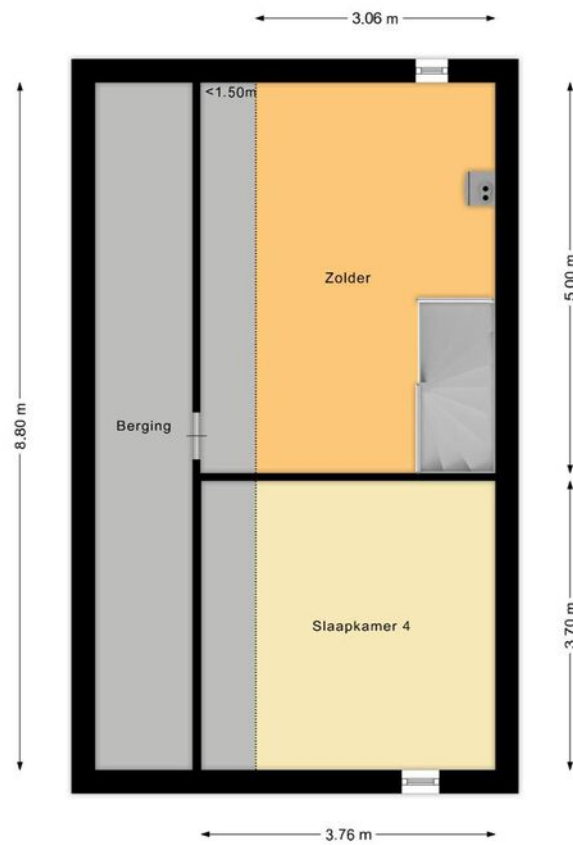 3.06 m
<1.50m
Zolder
5.00 m
8.80 m
Berging
Slaapkamer 4
3.70 m
3.76 m